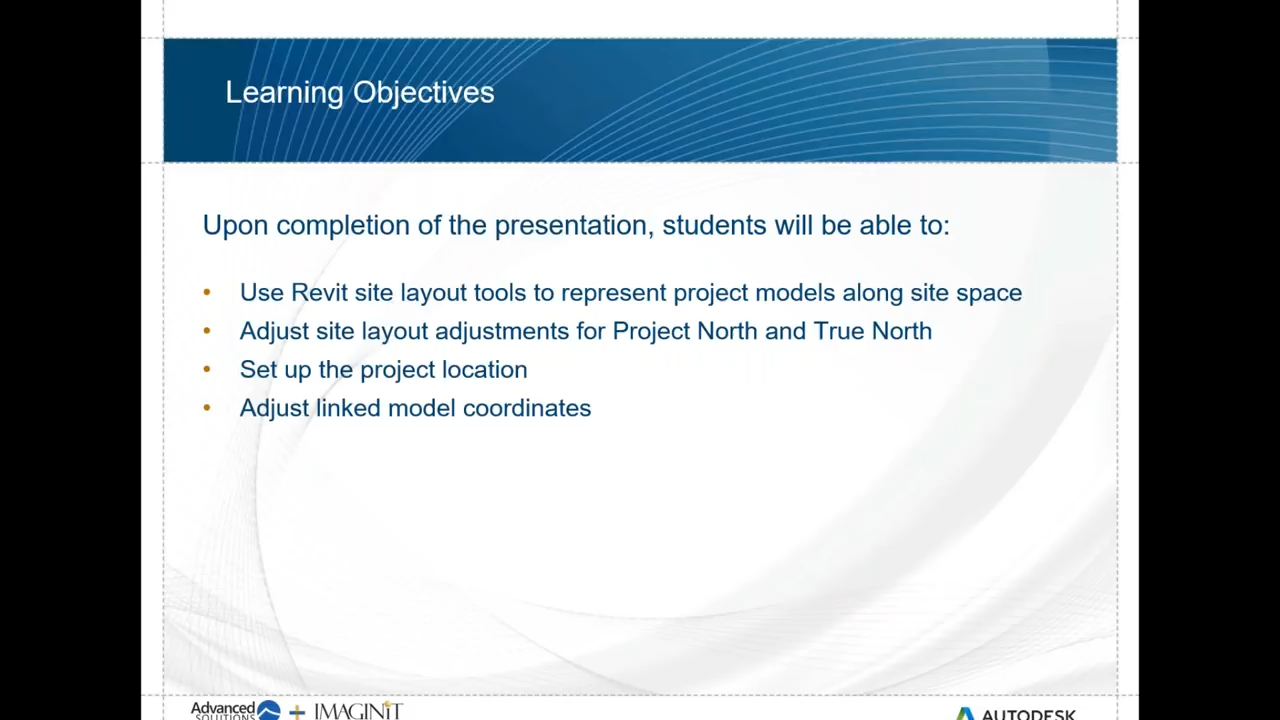 Learning Objectives
Upon completion of the presentation, students will be able to:
• Use Revit site layout tools to represent project models along site space
• Adjust site layout adjustments for Project North and True North
• Set up the project location
• Adjust linked model coordinates
Advanced
SOLUTIONS + IMAGINiT
AUTODESK